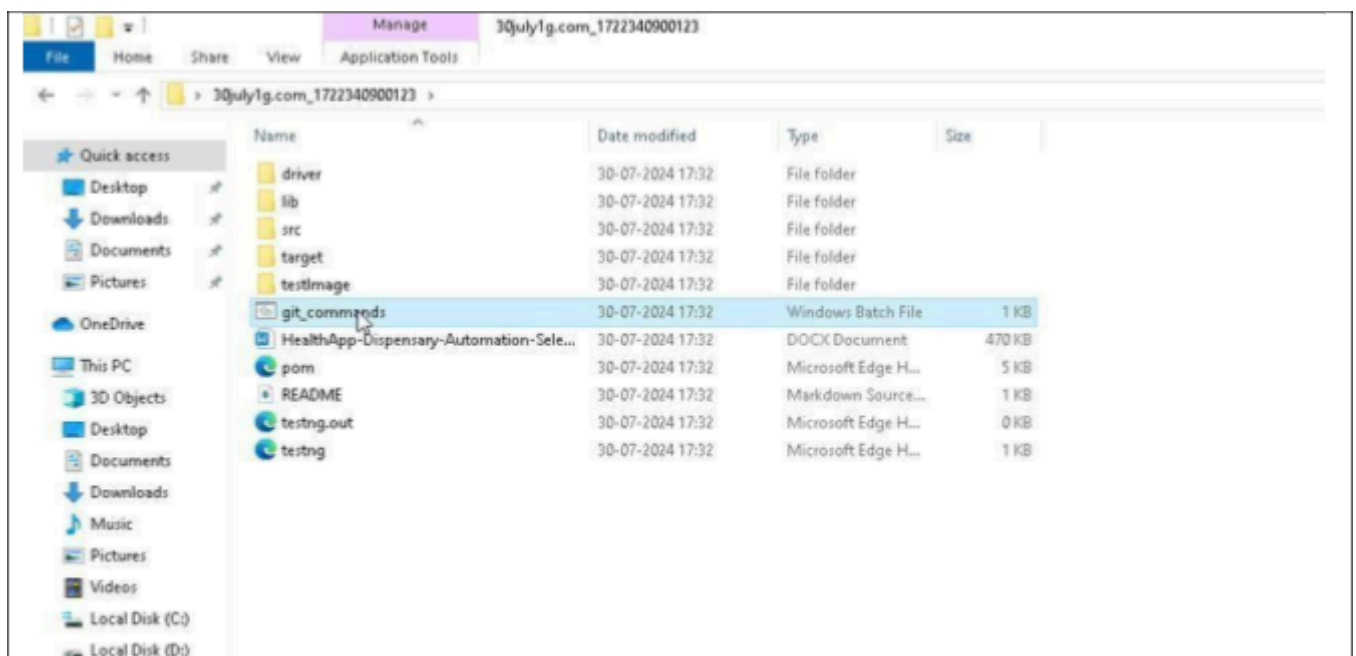 Manage 30july1g.com_1722340900123
File Home Share View Application Tools
30july1g.com_1722340900123
Name Date modified Type Size
Quick access
Desktop
Downloads
Documents
Pictures
OneDrive
This PC
3D Objects
Desktop
Documents
Downloads
Music
Pictures
Videos
Local Disk (C:)
Local Disk (D:)
driver 30-07-2024 17:32 File folder
lib 30-07-2024 17:32 File folder
src 30-07-2024 17:32 File folder
target 30-07-2024 17:32 File folder
testImage 30-07-2024 17:32 File folder
git_commands 30-07-2024 17:32 Windows Batch File 1 KB
HealthApp-Dispensary-Automation-Sele... 30-07-2024 17:32 DOCX Document 470 KB
pom 30-07-2024 17:32 Microsoft Edge H... 5 KB
README 30-07-2024 17:32 Markdown Source... 1 KB
testng.out 30-07-2024 17:32 Microsoft Edge H... 0 KB
testng 30-07-2024 17:32 Microsoft Edge H... 1 KB